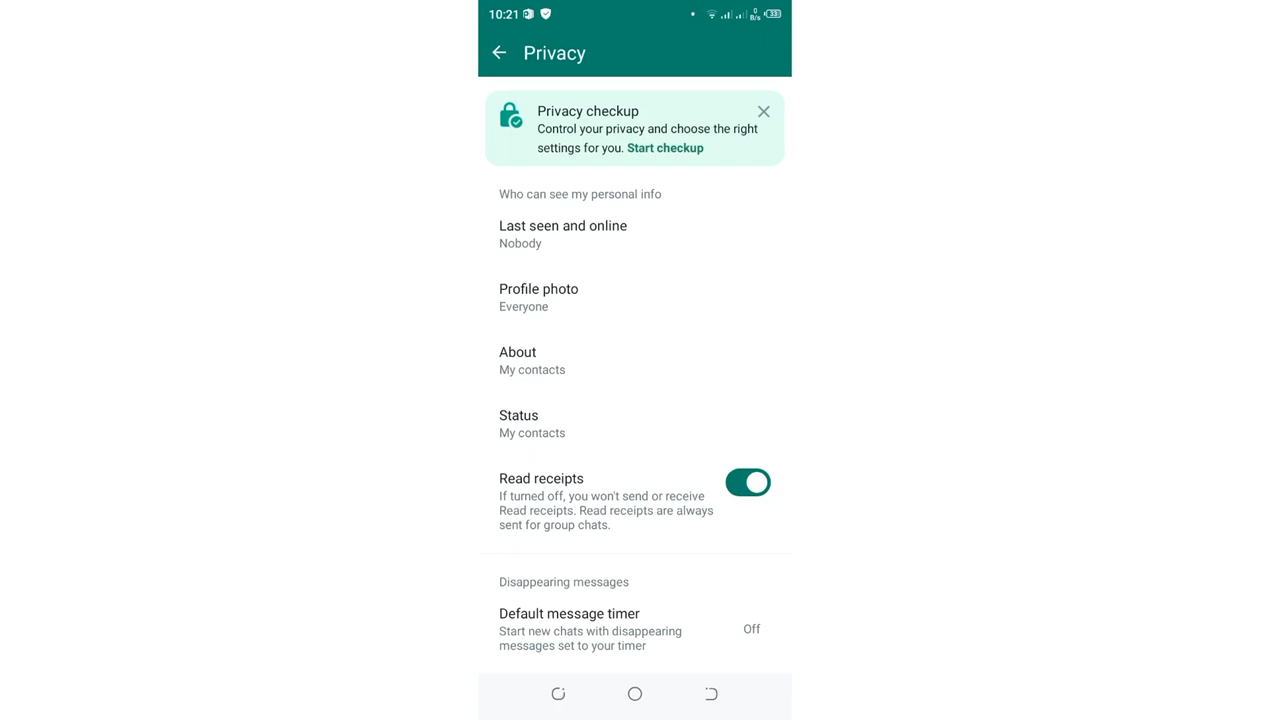 10:21
0
B/s
33
Privacy
Privacy checkup
Control your privacy and choose the right
settings for you. Start checkup
Who can see my personal info
Last seen and online
Nobody
Profile photo
Everyone
About
My contacts
Status
My contacts
Read receipts
If turned off, you won't send or receive
Read receipts. Read receipts are always
sent for group chats.
Disappearing messages
Default message timer
Start new chats with disappearing
messages set to your timer
Off